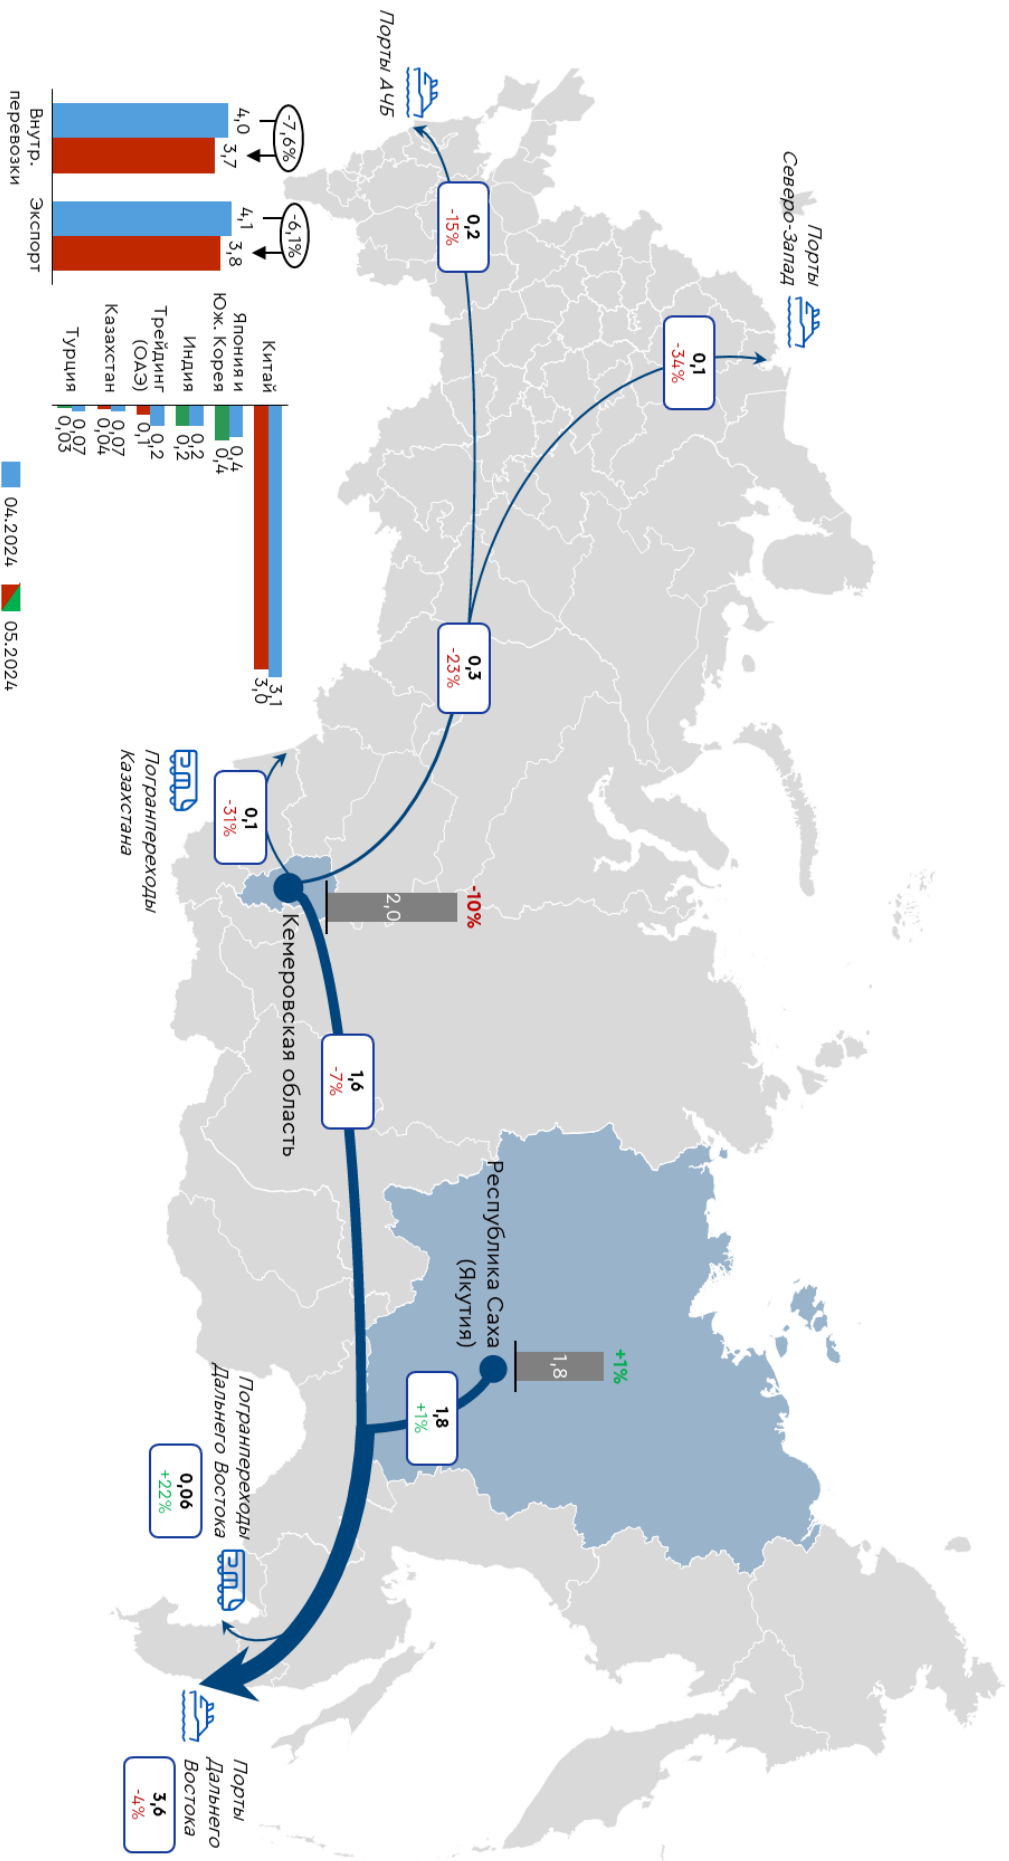 Порты
Северо-Запад
0,1
-34%
Порты АЧБ
0,2
-15%
0,3
-23%
-10%
2,0
Кемеровская область
0,1
-31%
Погранпереходы
Казахстана
1,6
-7%
Республика Саха
(Якутия)
+1%
1,8
1,8
+1%
Погранпереходы
Дальнего Востока
0,06
+22%
Порты
Дальнего
Востока
3,6
-4%
-7,6%
4,0
3,7
Внутр.
перевозки
-6,1%
4,1
3,8
Экспорт
Китай
3,1
3,0
Япония и
Юж. Корея
0,4
0,4
Индия
0,2
0,2
Трейдинг
(ОАЭ)
0,2
0,1
Казахстан
0,07
0,04
Турция
0,07
0,03
04.2024
05.2024